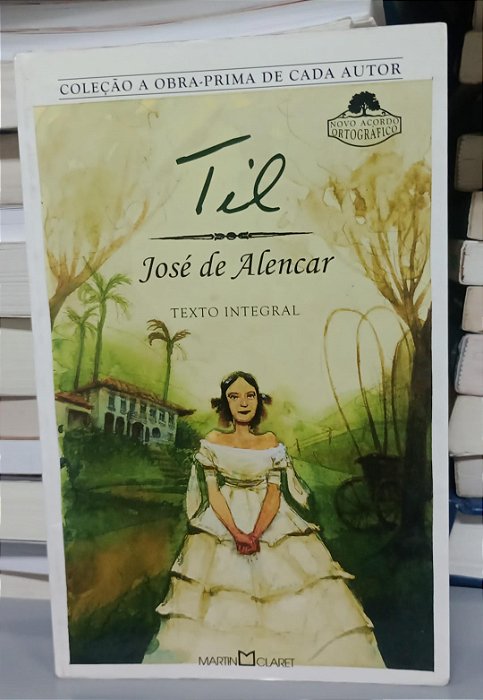 COLEÇÃO A OBRA-PRIMA DE CADA AUTOR
NOVO ACORDO
ORTOGRÁFICO
Til
José de Alencar
TEXTO INTEGRAL
MARTIN CLARET